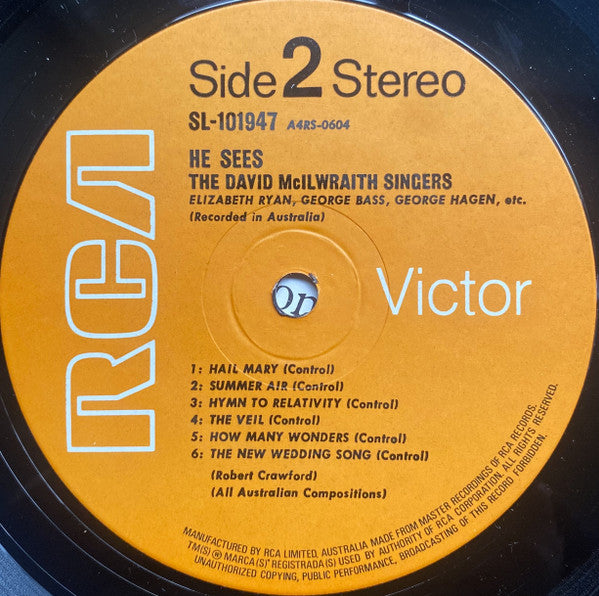 Side 2 Stereo
SL-101947 A4RS-0604
HE SEES
THE DAVID McILWRAITH SINGERS
ELIZABETH RYAN, GEORGE BASS, GEORGE HAGEN, etc.
(Recorded in Australia)
RCA
Victor
On
1: HAIL MARY (Control)
2: SUMMER AIR (Control)
3: HYMN TO RELATIVITY (Control)
4: THE VEIL (Control)
5: HOW MANY WONDERS (Control)
6: THE NEW WEDDING SONG (Control)
(Robert Crawford)
(All Australian Compositions)
MANUFACTURED BY RCA LIMITED, AUSTRALIA MADE FROM MASTER RECORDINGS OF RCA RECORDS.
TM(S) ® MARCA(S) REGISTRADA(S) USED BY AUTHORITY OF RCA CORPORATION. ALL RIGHTS RESERVED.
UNAUTHORIZED COPYING, PUBLIC PERFORMANCE, BROADCASTING OF THIS RECORD FORBIDDEN.